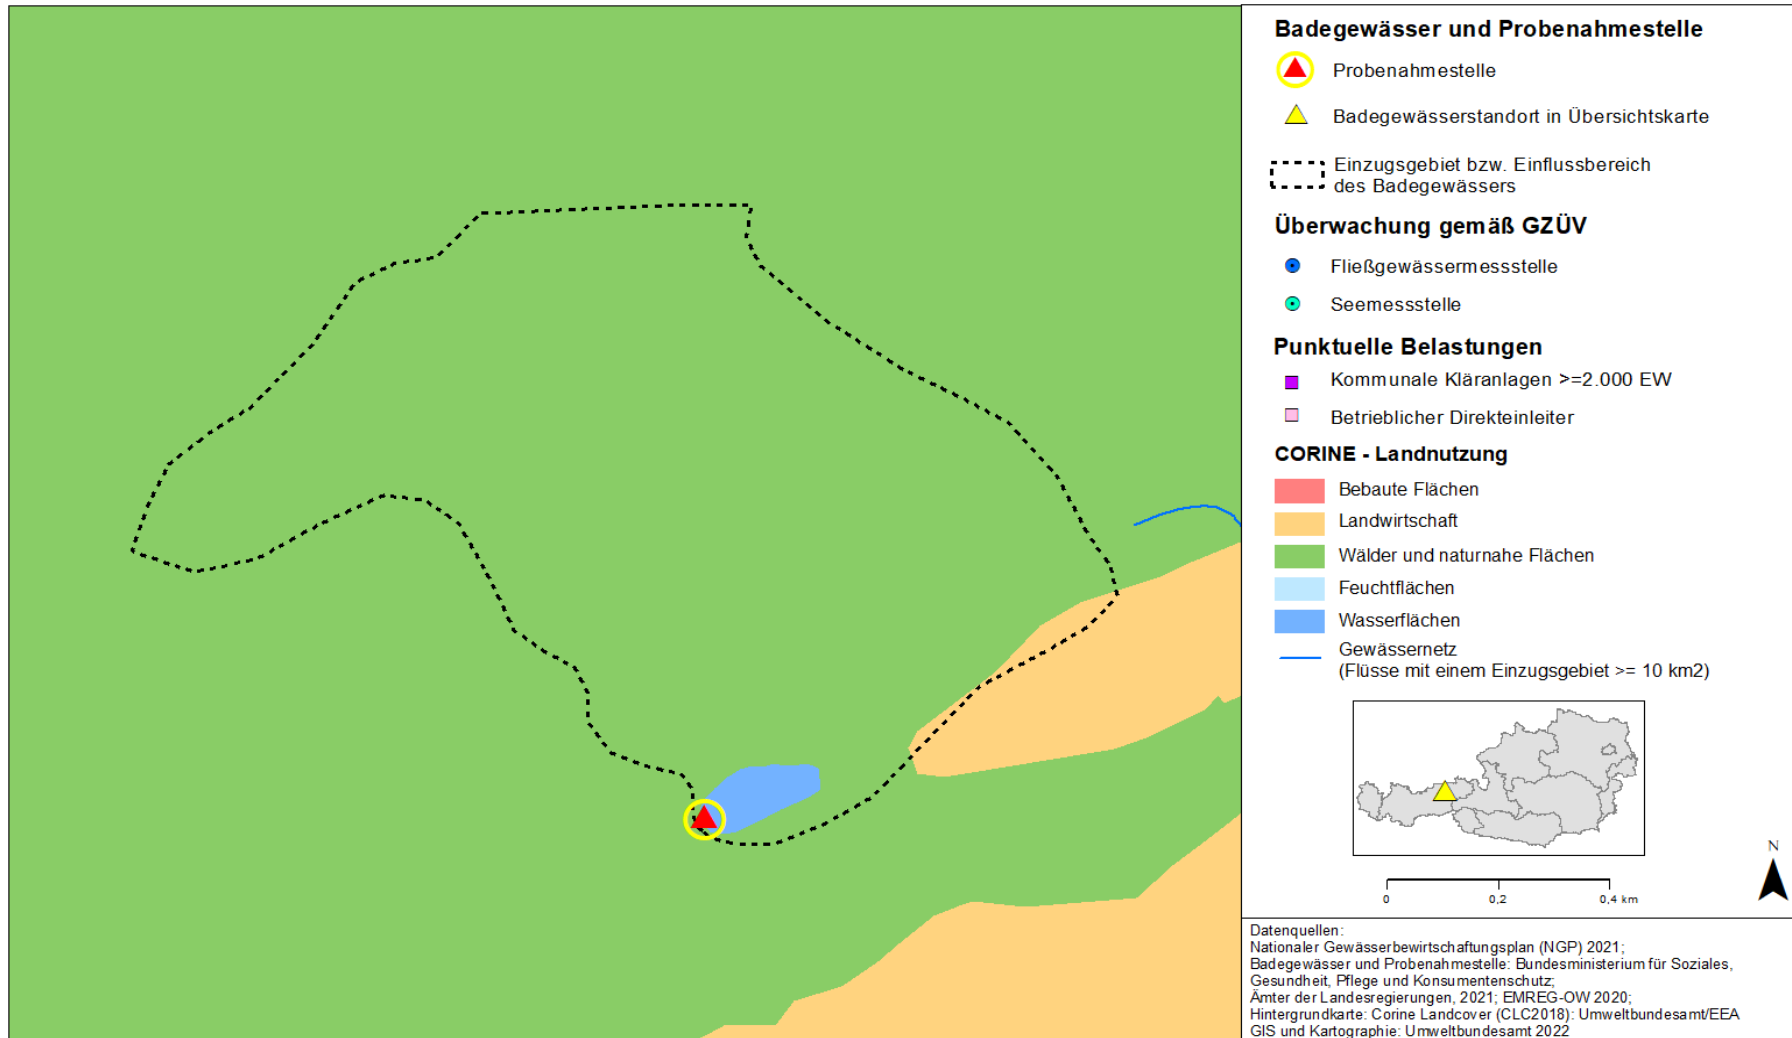 Badegewässer und Probenahmestelle
Probenahmestelle
Badegewässerstandort in Übersichtskarte
Einzugsgebiet bzw. Einflussbereich
des Badegewässers
Überwachung gemäß GZÜV
Fließgewässermessstelle
Seemessstelle
Punktuelle Belastungen
Kommunale Kläranlagen >=2.000 EW
Betrieblicher Direkteinleiter
CORINE - Landnutzung
Bebaute Flächen
Landwirtschaft
Wälder und naturnahe Flächen
Feuchtflächen
Wasserflächen
Gewässernetz
(Flüsse mit einem Einzugsgebiet >= 10 km2)
N
0 0,2 0,4 km
Datenquellen:
Nationaler Gewässerbewirtschaftungsplan (NGP) 2021;
Badegewässer und Probenahmestelle: Bundesministerium für Soziales,
Gesundheit, Pflege und Konsumentenschutz;
Ämter der Landesregierungen, 2021; EMREG-OW 2020;
Hintergrundkarte: Corine Landcover (CLC2018): Umweltbundesamt/EEA
GIS und Kartographie: Umweltbundesamt 2022